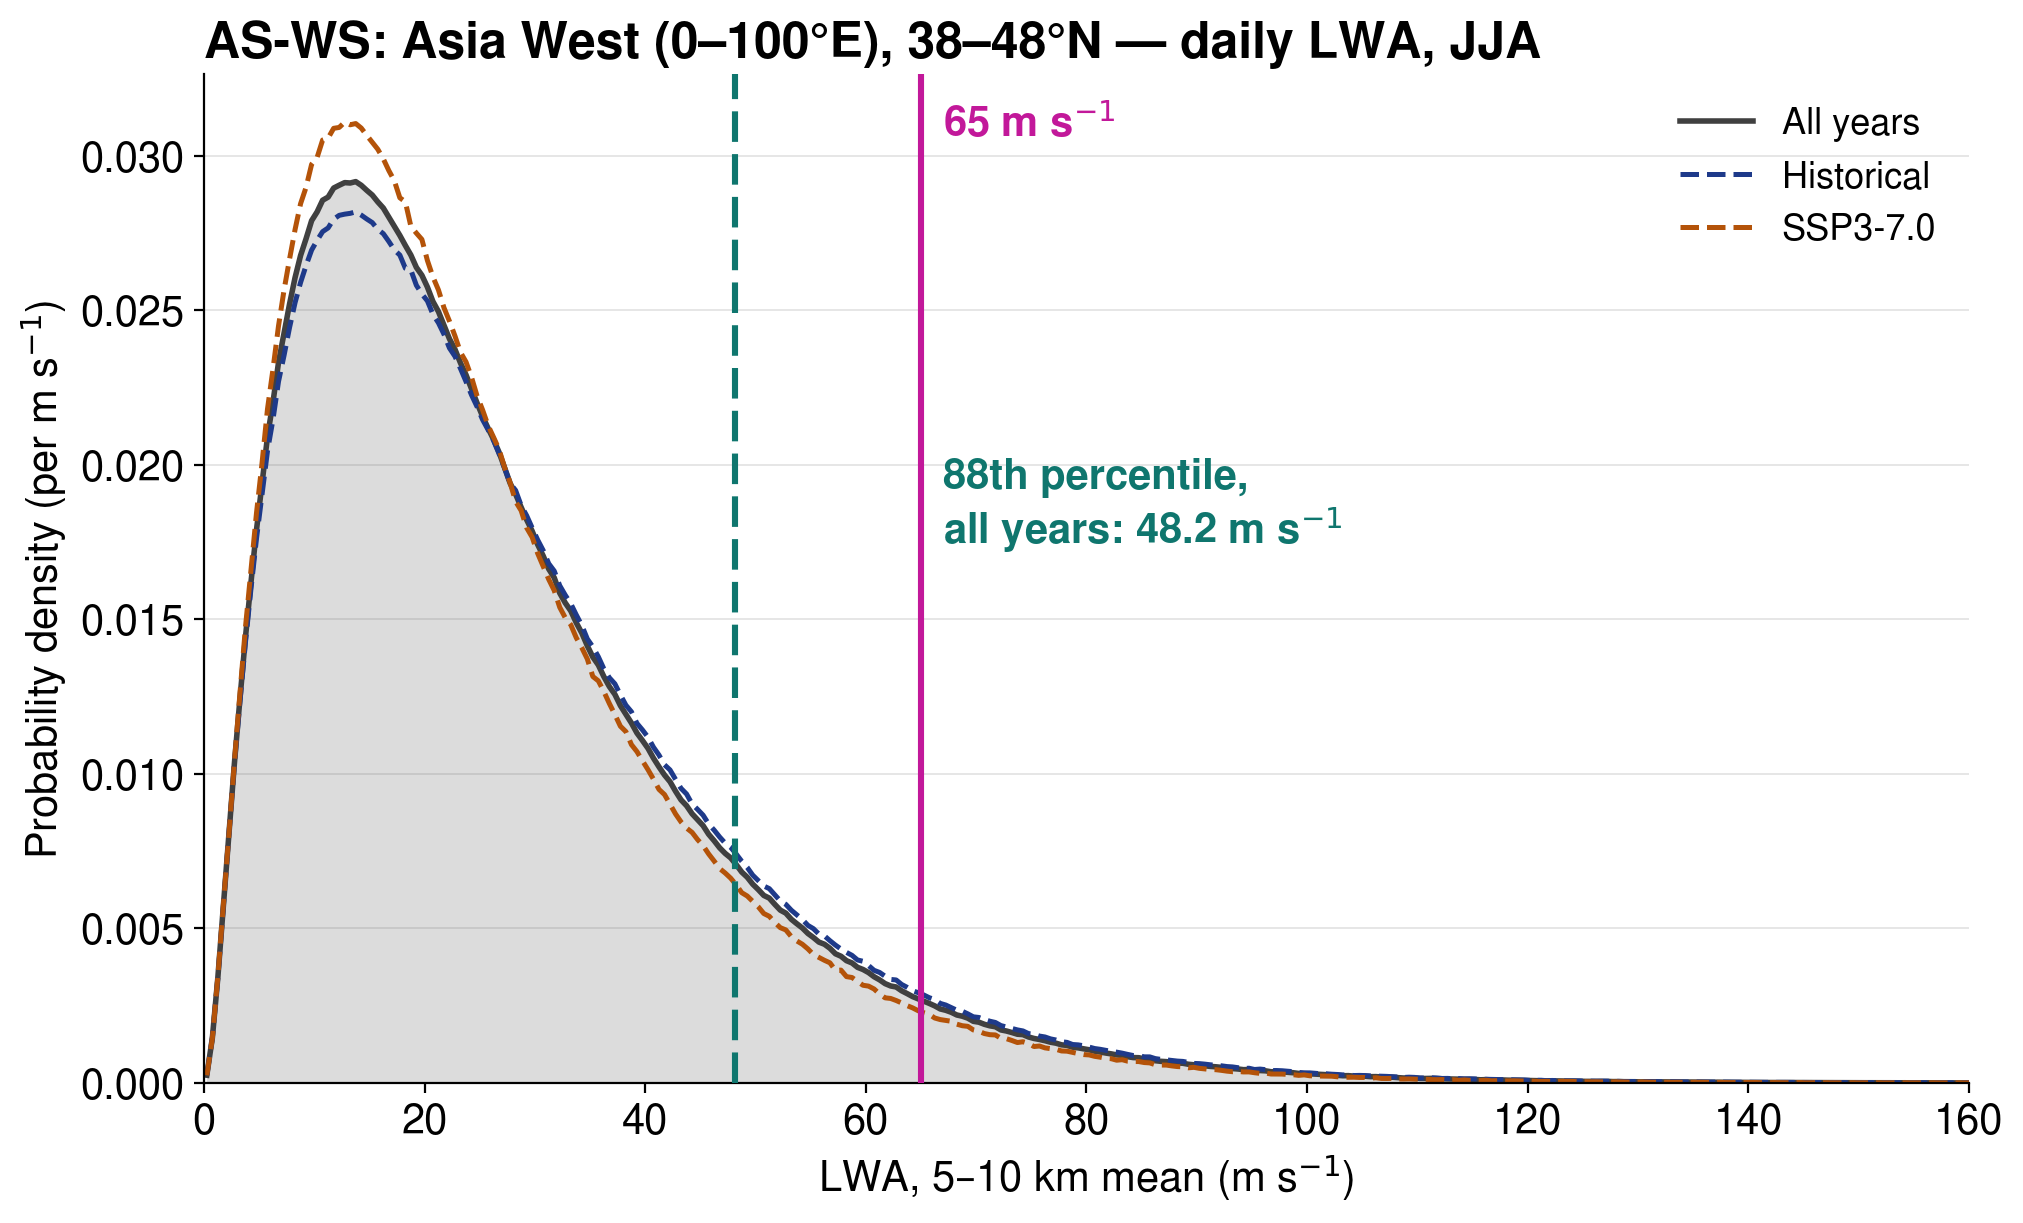 AS-WS: Asia West (0–100°E), 38–48°N — daily LWA, JJA
65 m s⁻¹
All years
Historical
SSP3-7.0
88th percentile,
all years: 48.2 m s⁻¹
Probability density (per m s⁻¹)
0.030
0.025
0.020
0.015
0.010
0.005
0.000
0 20 40 60 80 100 120 140 160
LWA, 5–10 km mean (m s⁻¹)